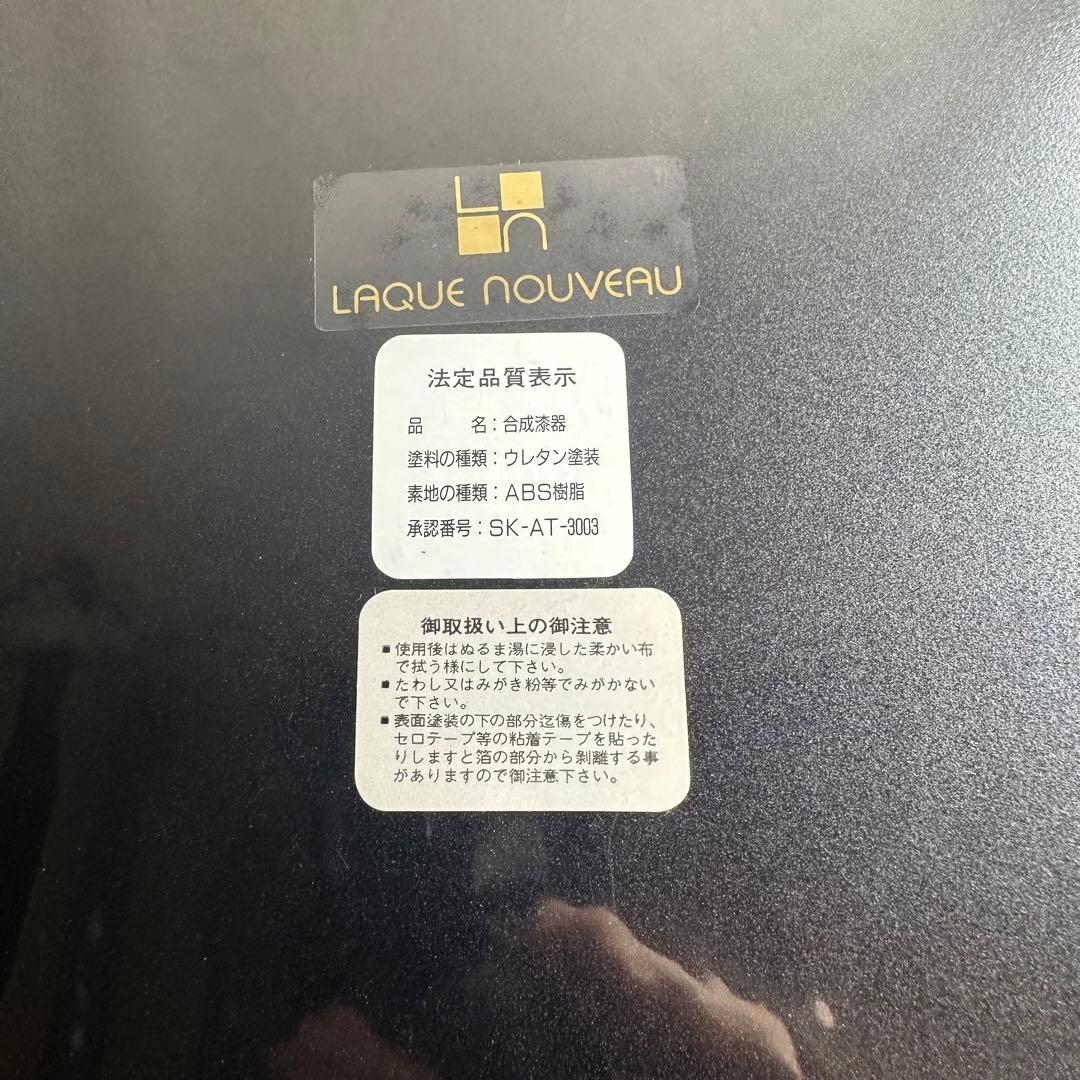 Ln
LAQUE NOUVEAU
法定品質表示
品　　名：合成漆器
塗料の種類：ウレタン塗装
素地の種類：ABS樹脂
承認番号：SK-AT-3003
御取扱い上の御注意
■使用後はぬるま湯に浸した柔かい布
で拭う様にして下さい。
■たわし又はみがき粉等でみがかない
で下さい。
■表面塗装の下の部分迄傷をつけたり、
セロテープ等の粘着テープを貼った
りしますと箔の部分から剝離する事
がありますので御注意下さい。